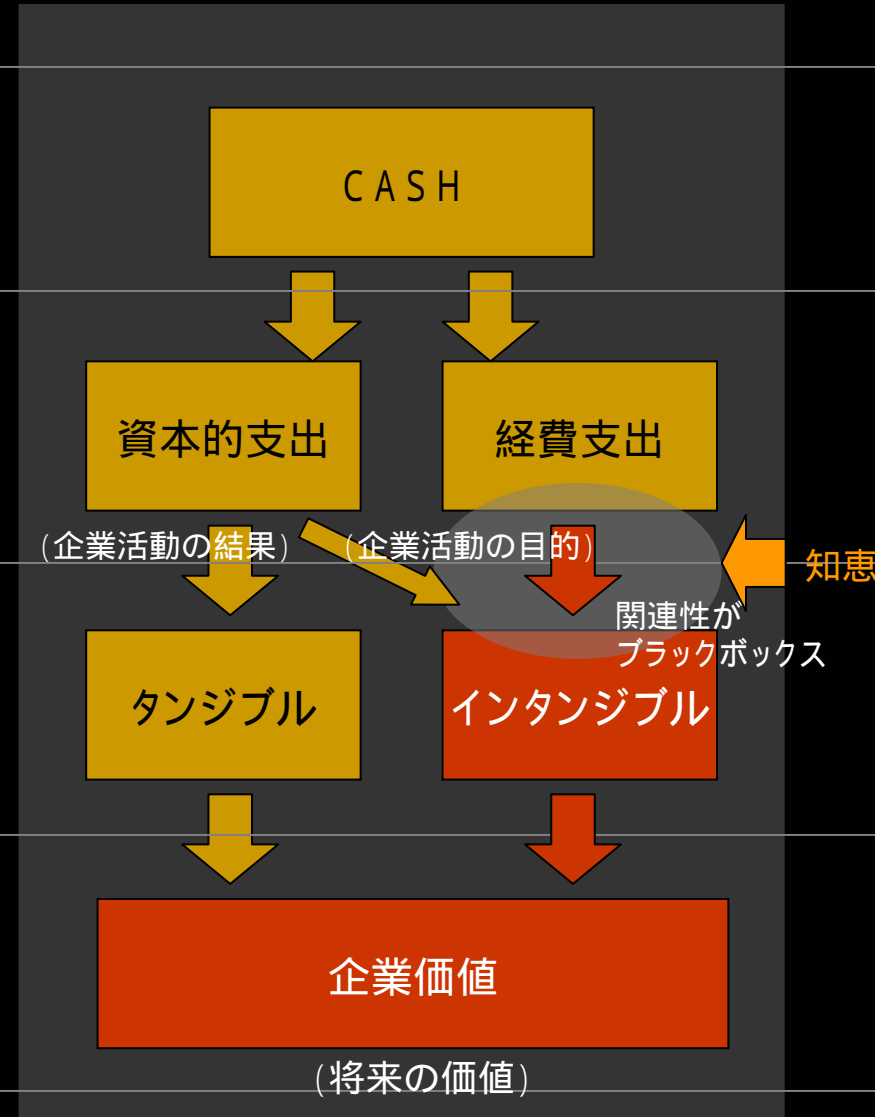 CASH
資本的支出
経費支出
(企業活動の結果)
(企業活動の目的)
知恵
関連性が
ブラックボックス
タンジブル
インタンジブル
企業価値
(将来の価値)